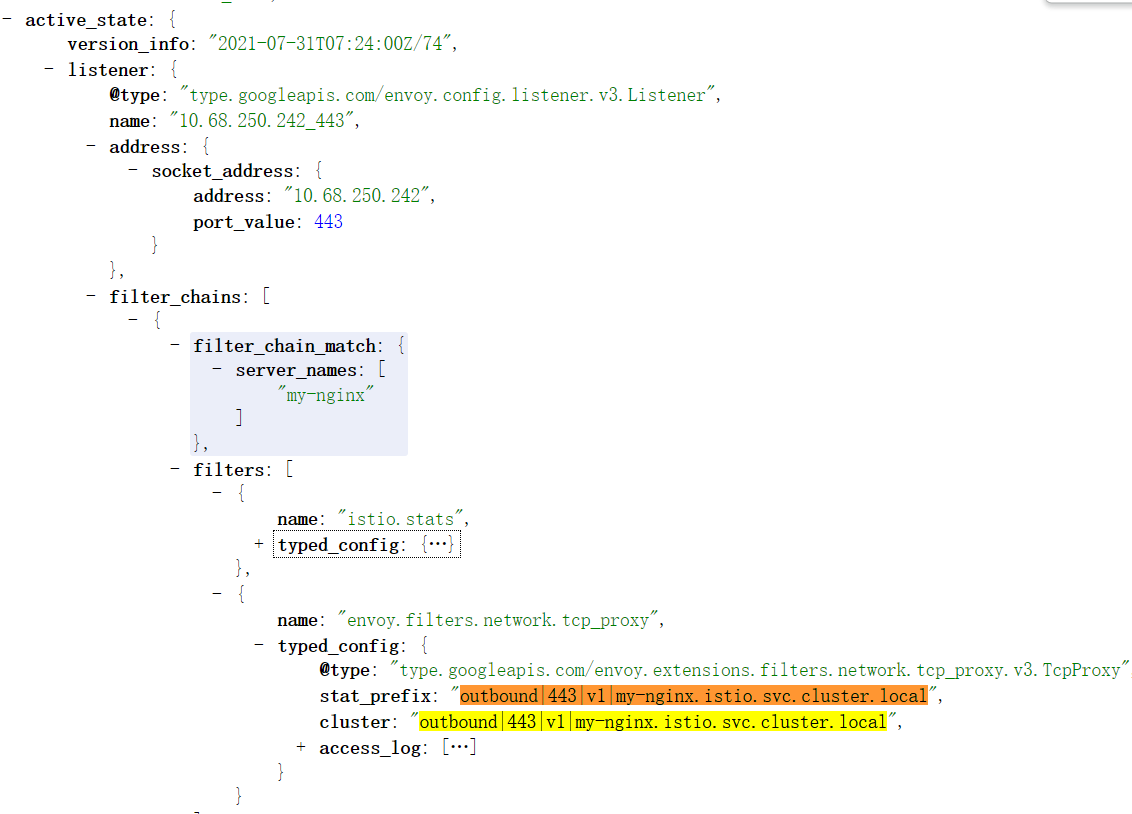 - active_state: {
version_info: "2021-07-31T07:24:00Z/74",
- listener: {
@type: "type.googleapis.com/envoy.config.listener.v3.Listener",
name: "10.68.250.242_443",
- address: {
- socket_address: {
address: "10.68.250.242",
port_value: 443
}
},
- filter_chains: [
- {
- filter_chain_match: {
- server_names: [
"my-nginx"
]
},
- filters: [
- {
name: "istio.stats",
+ typed_config: {…}
},
- {
name: "envoy.filters.network.tcp_proxy",
- typed_config: {
@type: "type.googleapis.com/envoy.extensions.filters.network.tcp_proxy.v3.TcpProxy",
stat_prefix: "outbound|443|v1|my-nginx.istio.svc.cluster.local",
cluster: "outbound|443|v1|my-nginx.istio.svc.cluster.local",
+ access_log: […]
}
}